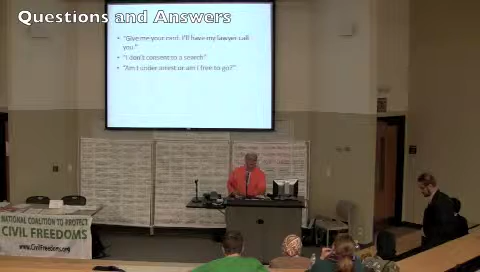 Questions and Answers
• "Give me your card. I'll have my lawyer call
you."
• "I don't consent to a search"
• "Am I under arrest or am I free to go?"
NATIONAL COALITION TO PROTECT
CIVIL FREEDOMS
www.CivilFreedoms.org